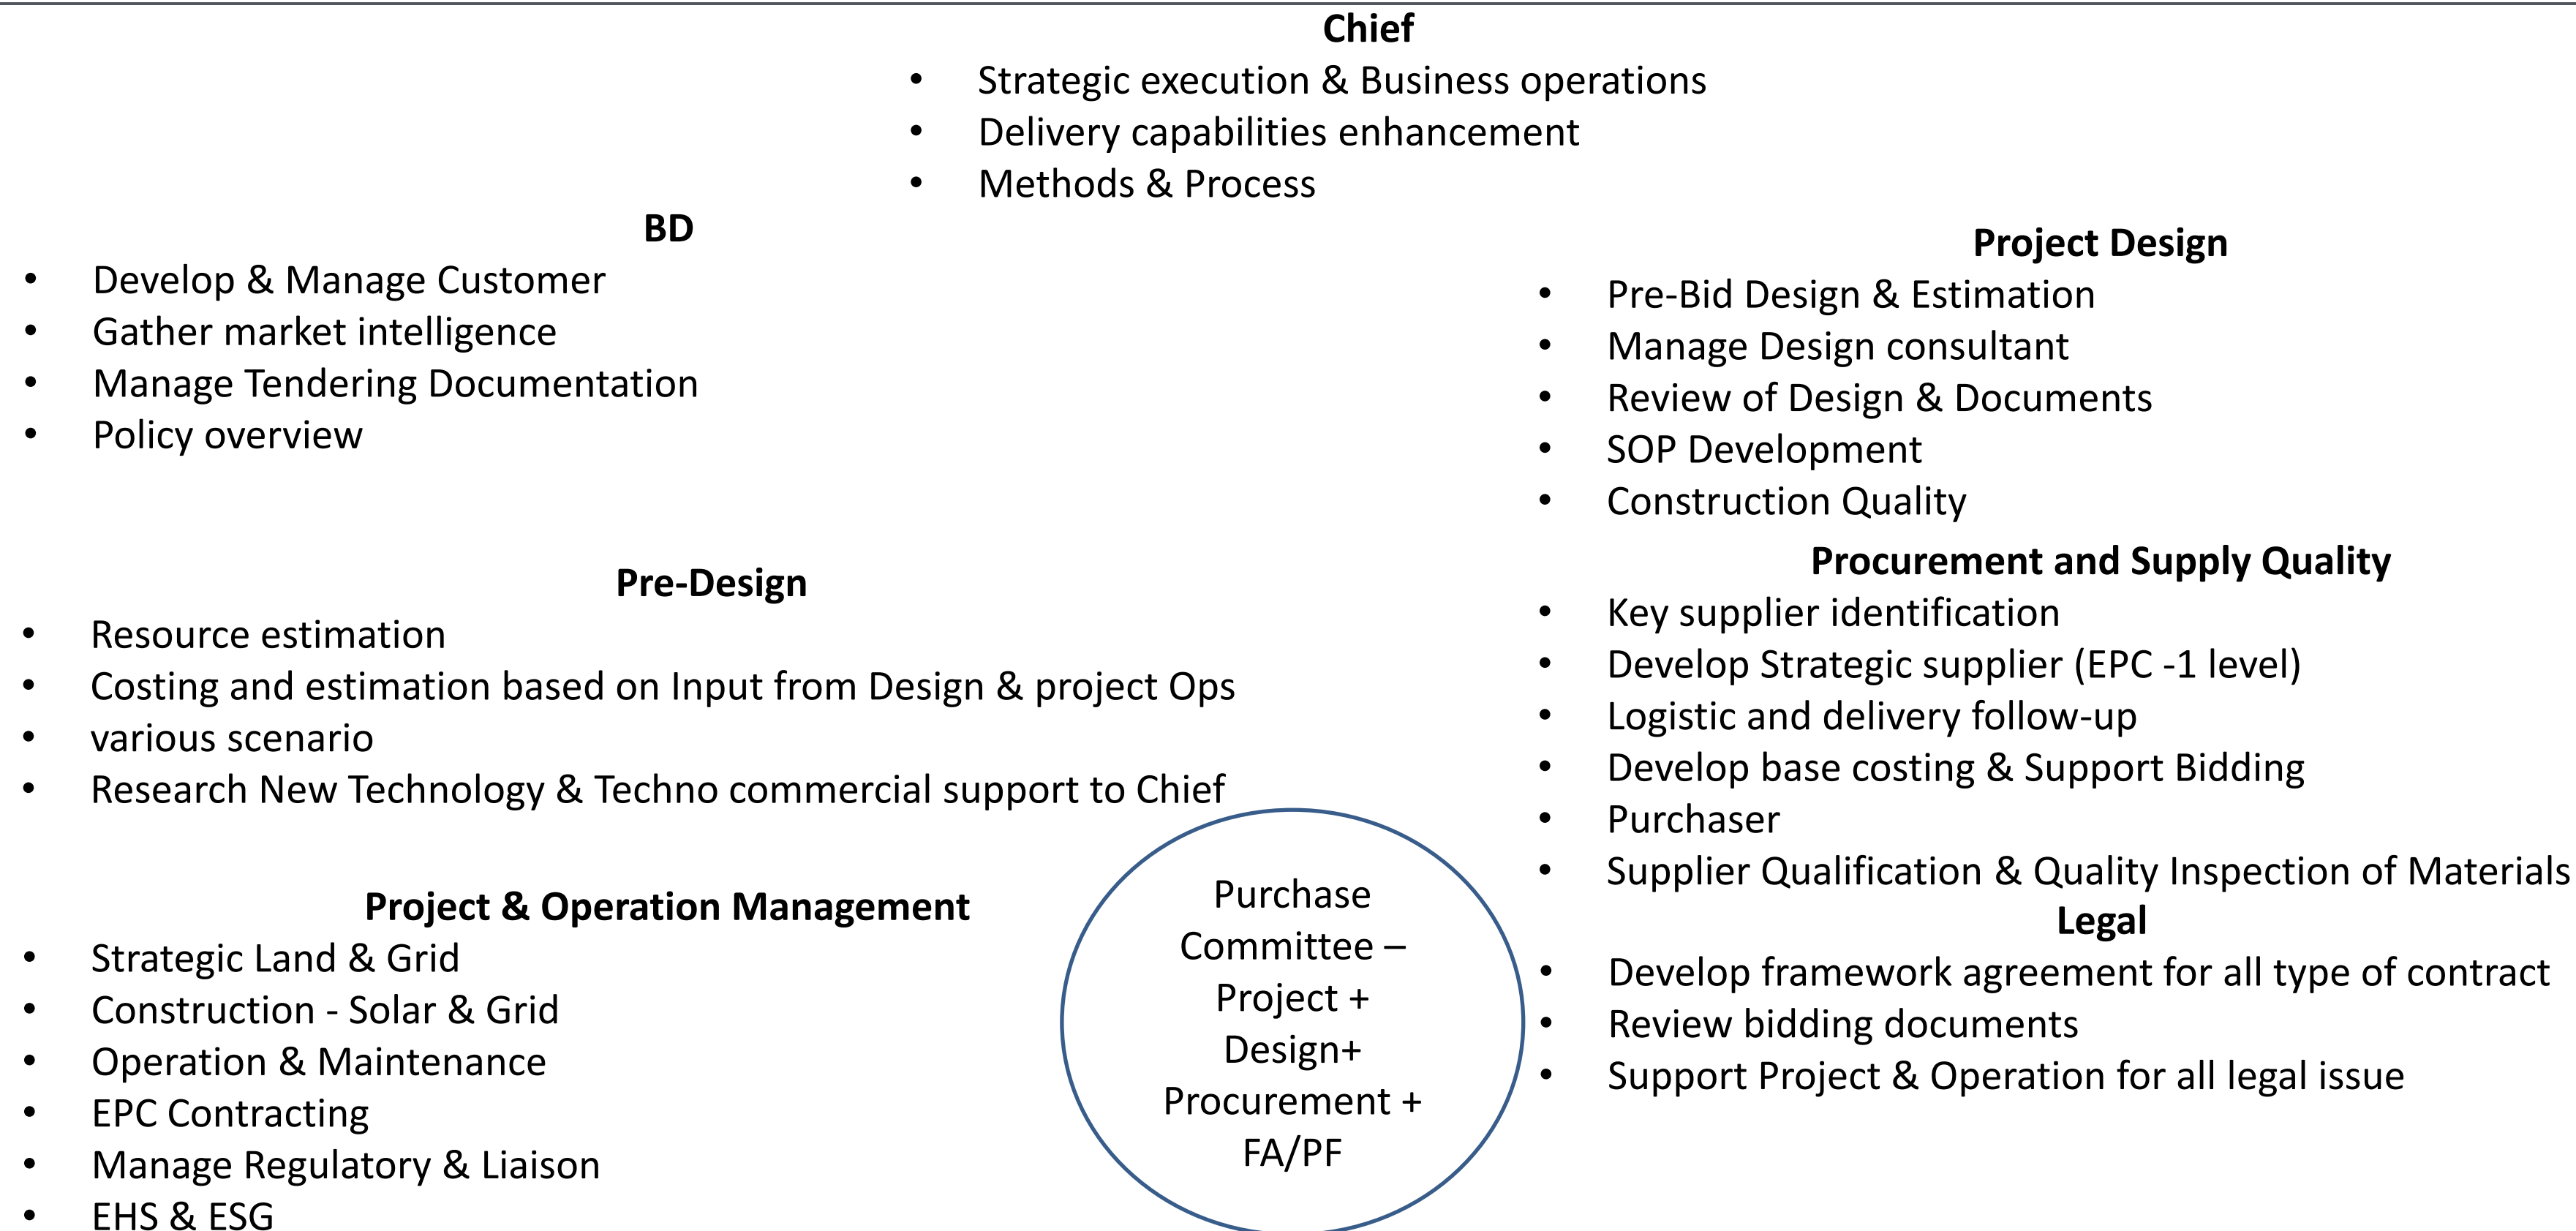 Chief
• Strategic execution & Business operations
• Delivery capabilities enhancement
• Methods & Process
BD
• Develop & Manage Customer
• Gather market intelligence
• Manage Tendering Documentation
• Policy overview
Project Design
• Pre-Bid Design & Estimation
• Manage Design consultant
• Review of Design & Documents
• SOP Development
• Construction Quality
Pre-Design
• Resource estimation
• Costing and estimation based on Input from Design & project Ops
• various scenario
• Research New Technology & Techno commercial support to Chief
Procurement and Supply Quality
• Key supplier identification
• Develop Strategic supplier (EPC -1 level)
• Logistic and delivery follow-up
• Develop base costing & Support Bidding
• Purchaser
• Supplier Qualification & Quality Inspection of Materials
Project & Operation Management
• Strategic Land & Grid
• Construction - Solar & Grid
• Operation & Maintenance
• EPC Contracting
• Manage Regulatory & Liaison
• EHS & ESG
Purchase
Committee –
Project +
Design+
Procurement +
FA/PF
Legal
• Develop framework agreement for all type of contract
• Review bidding documents
• Support Project & Operation for all legal issue